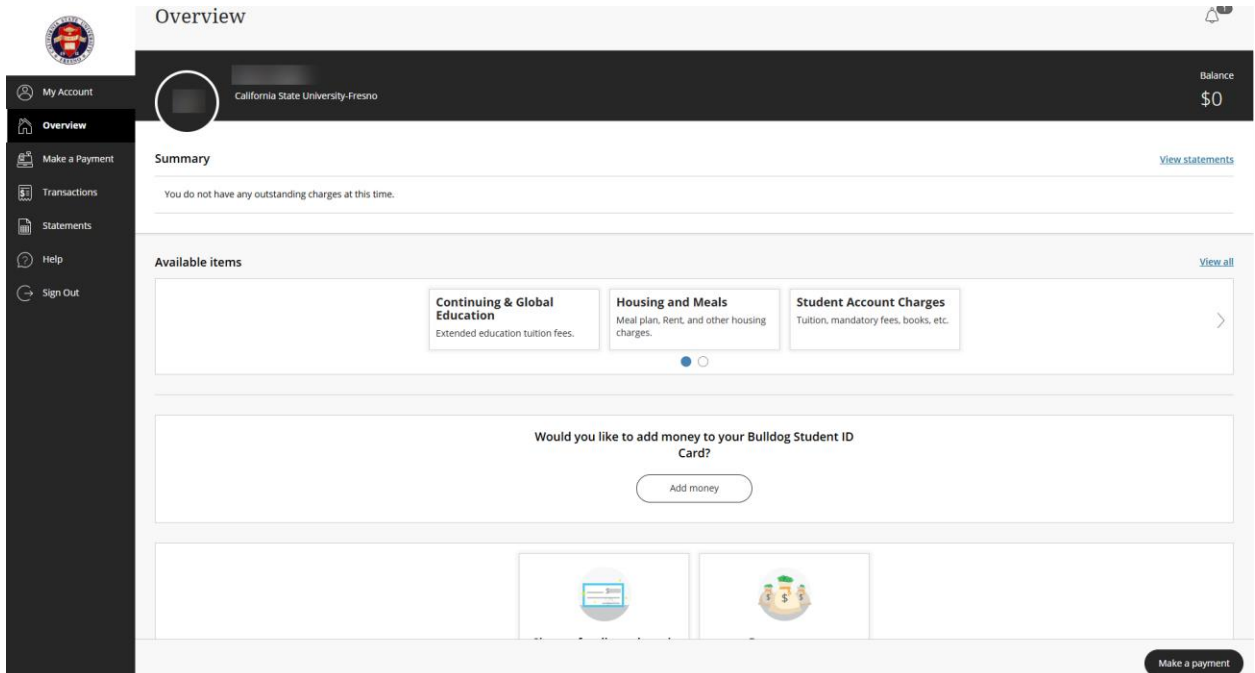 Overview
My Account
Overview
Make a Payment
Transactions
Statements
Help
Sign Out
California State University-Fresno
Balance
$0
Summary
View statements
You do not have any outstanding charges at this time.
Available items
View all
Continuing & Global
Education
Extended education tuition fees.
Housing and Meals
Meal plan, Rent, and other housing
charges.
Student Account Charges
Tuition, mandatory fees, books, etc.
Would you like to add money to your Bulldog Student ID
Card?
Add money
Make a payment